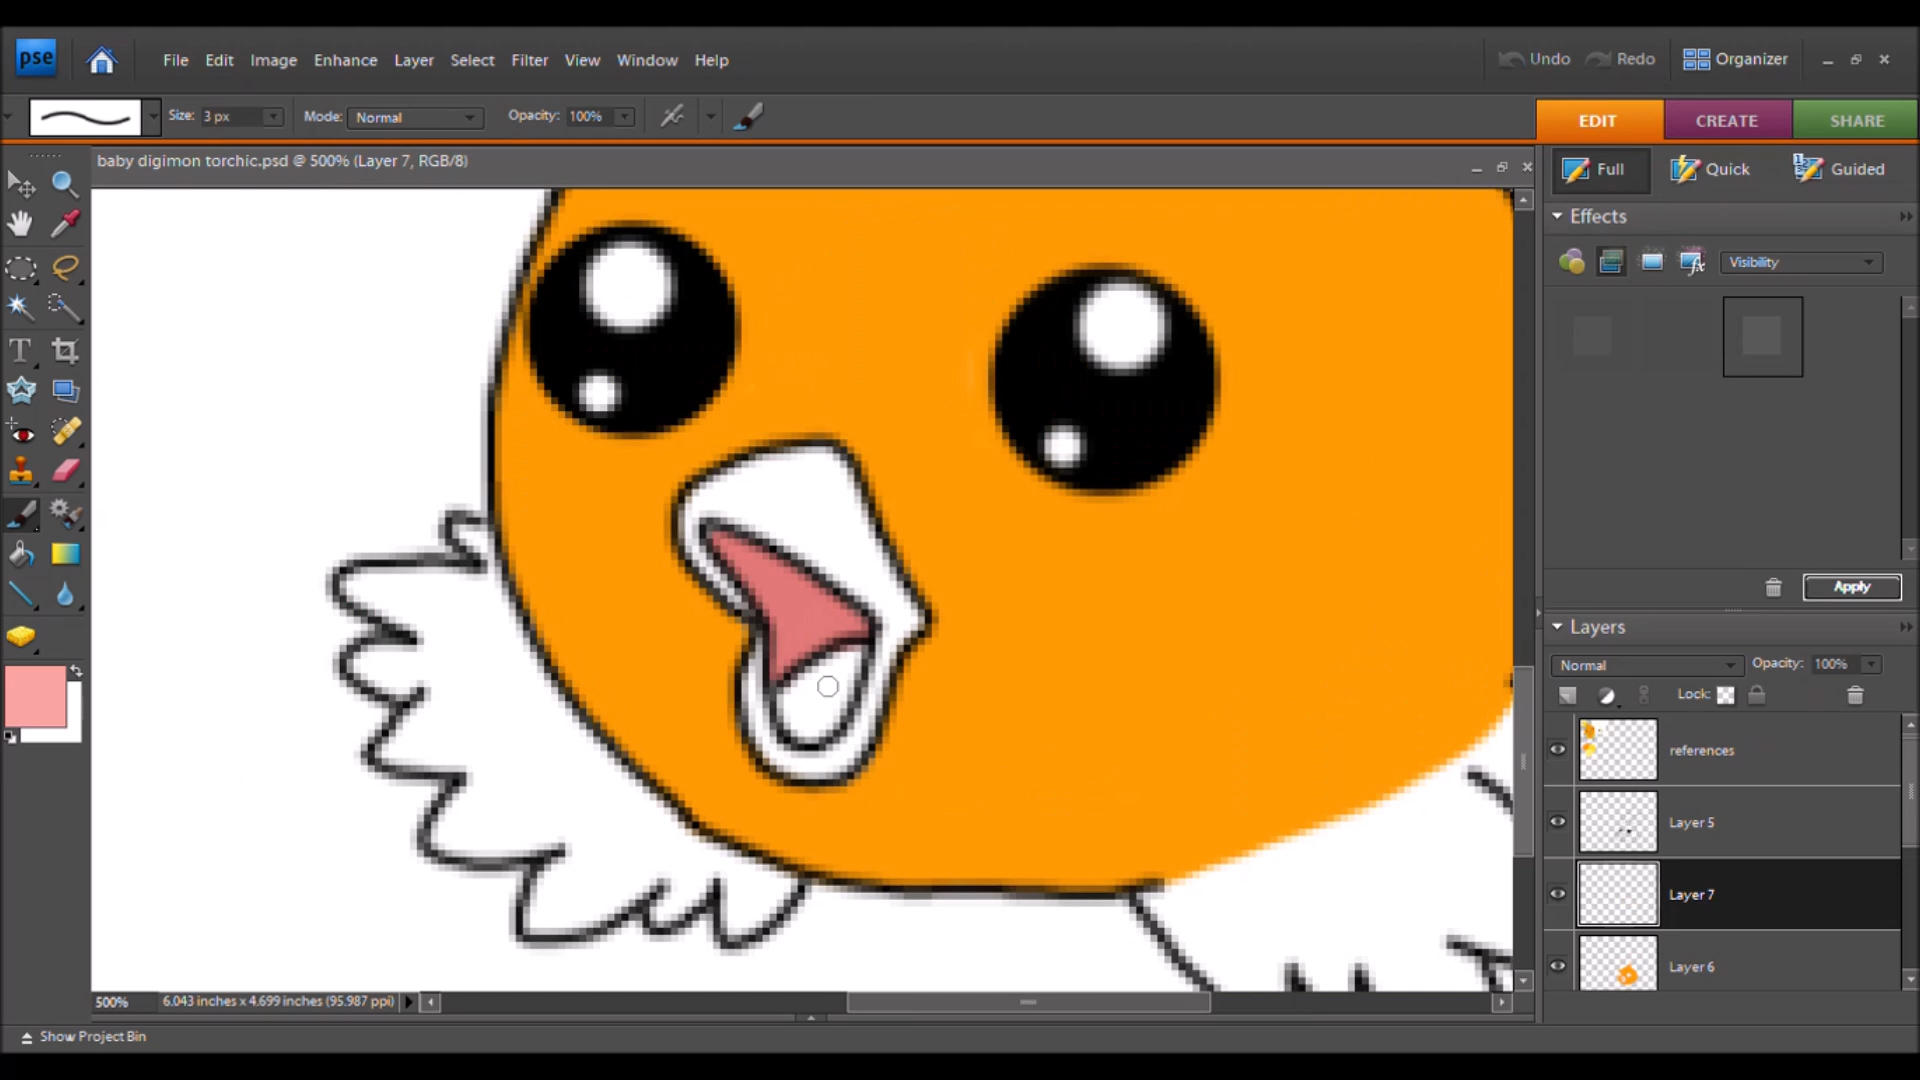 pse File Edit Image Enhance Layer Select Filter View Window Help Undo Redo Organizer
Size: 3 px Mode: Normal Opacity: 100% EDIT CREATE SHARE
baby digimon torchic.psd @ 500% (Layer 7, RGB/8)
Full Quick Guided
Effects
Visibility
T
Apply
Layers
Normal Opacity: 100%
Lock:
references
Layer 5
Layer 7
Layer 6
500% 6.043 inches x 4.699 inches (95.987 ppi)
Show Project Bin